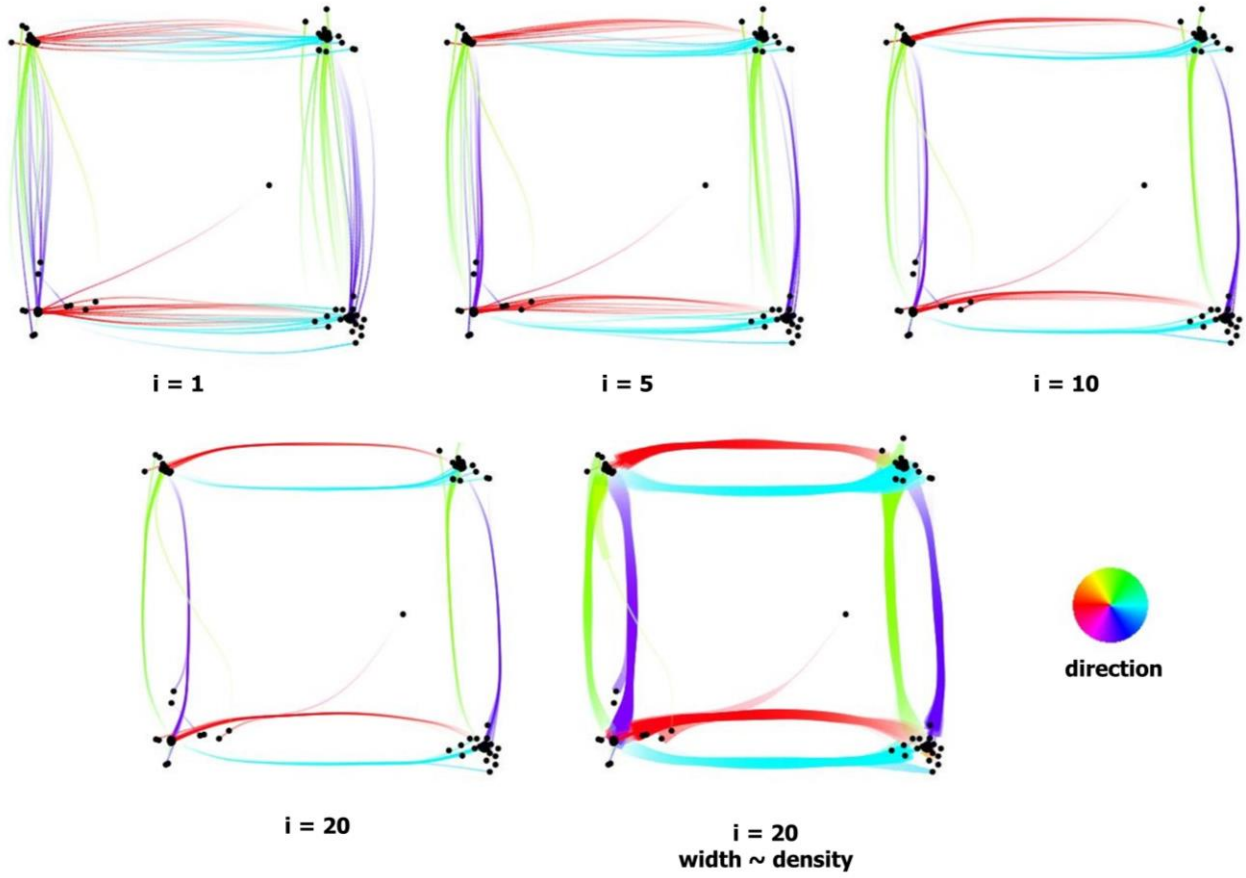 i = 1
i = 5
i = 10
i = 20
i = 20
width ~ density
direction